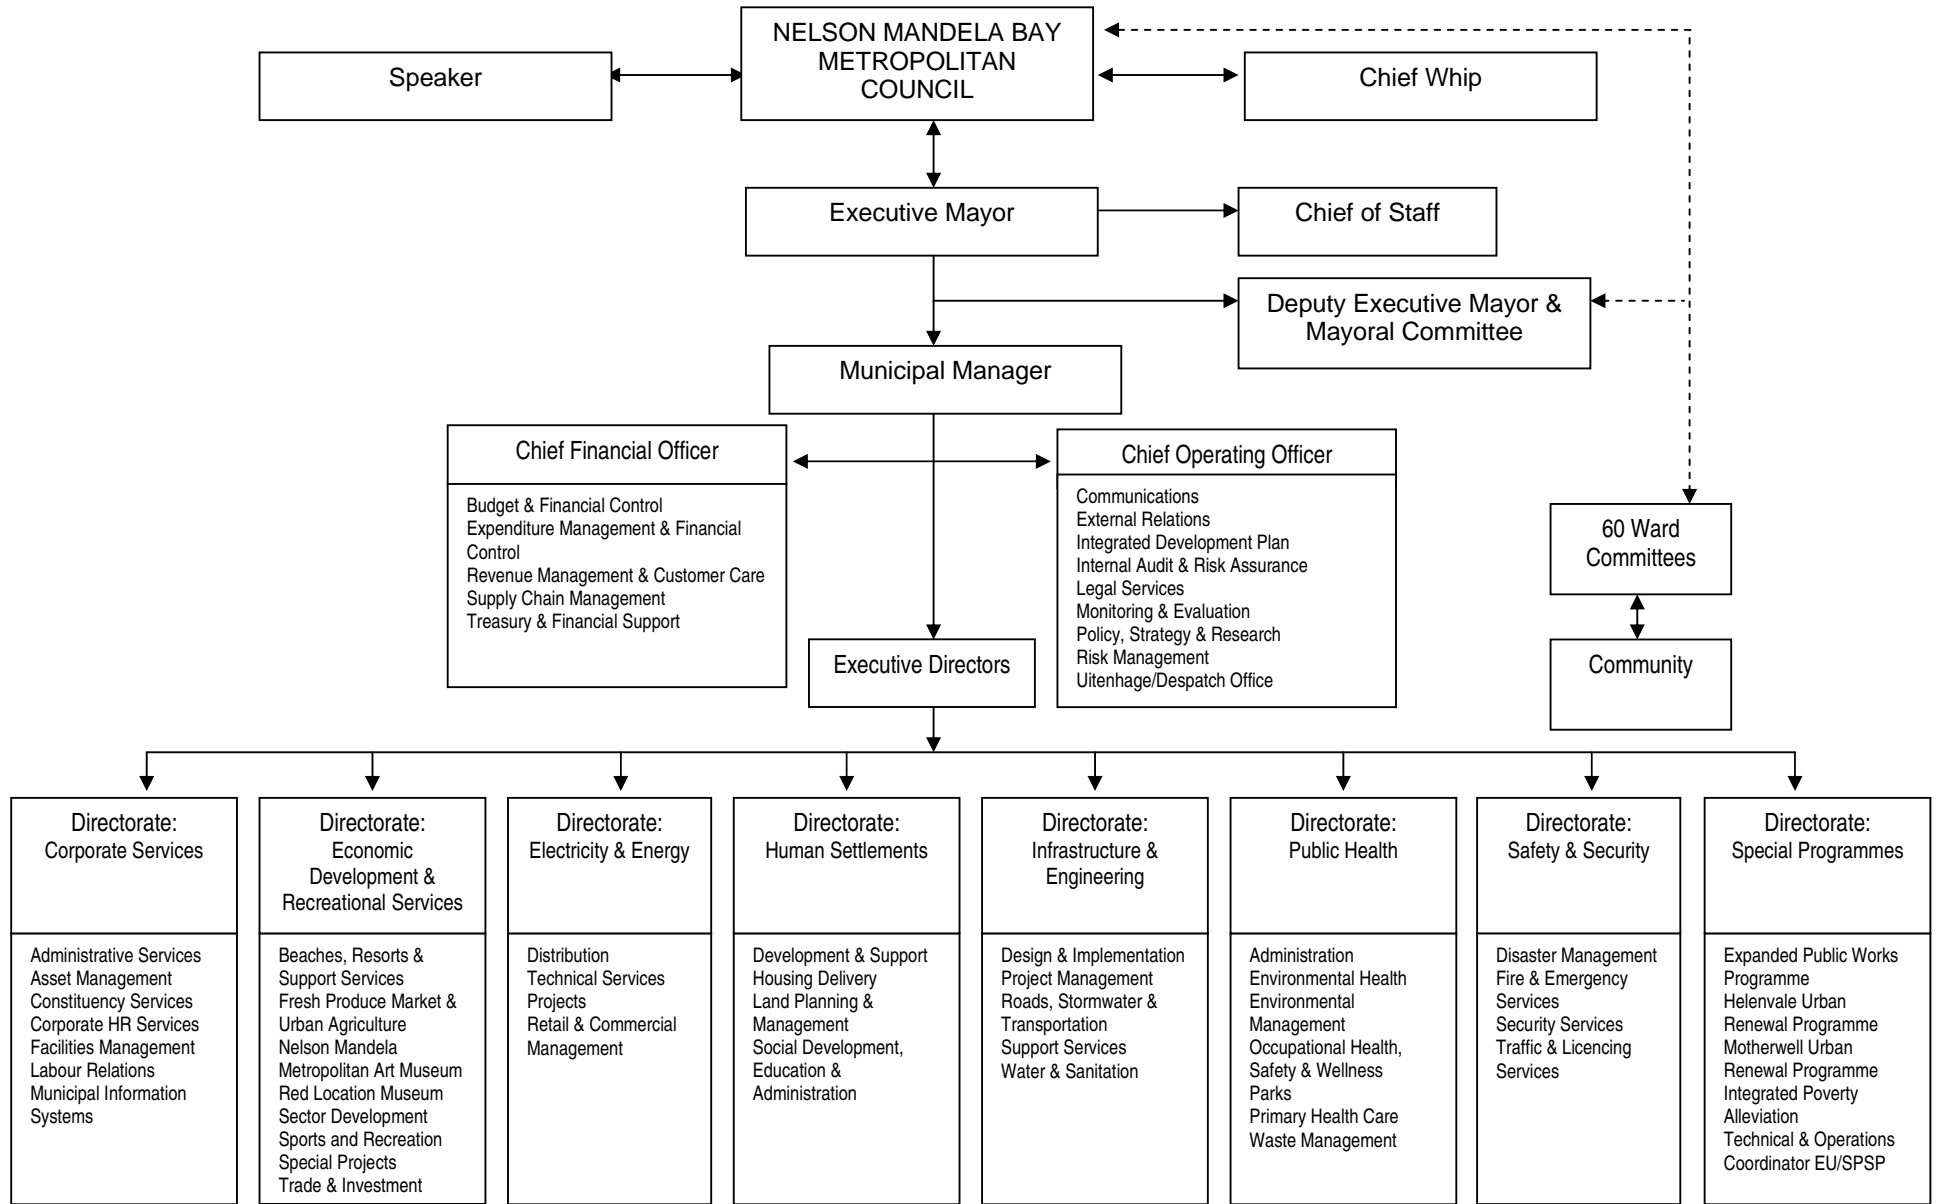 NELSON MANDELA BAY
METROPOLITAN
COUNCIL
Speaker
Chief Whip
Executive Mayor
Chief of Staff
Deputy Executive Mayor &
Mayoral Committee
Municipal Manager
Chief Financial Officer
Budget & Financial Control
Expenditure Management & Financial
Control
Revenue Management & Customer Care
Supply Chain Management
Treasury & Financial Support
Chief Operating Officer
Communications
External Relations
Integrated Development Plan
Internal Audit & Risk Assurance
Legal Services
Monitoring & Evaluation
Policy, Strategy & Research
Risk Management
Uitenhage/Despatch Office
60 Ward
Committees
Community
Executive Directors
Directorate:
Corporate Services
Administrative Services
Asset Management
Constituency Services
Corporate HR Services
Facilities Management
Labour Relations
Municipal Information
Systems
Directorate:
Economic
Development &
Recreational Services
Beaches, Resorts &
Support Services
Fresh Produce Market &
Urban Agriculture
Nelson Mandela
Metropolitan Art Museum
Red Location Museum
Sector Development
Sports and Recreation
Special Projects
Trade & Investment
Directorate:
Electricity & Energy
Distribution
Technical Services
Projects
Retail & Commercial
Management
Directorate:
Human Settlements
Development & Support
Housing Delivery
Land Planning &
Management
Social Development,
Education &
Administration
Directorate:
Infrastructure &
Engineering
Design & Implementation
Project Management
Roads, Stormwater &
Transportation
Support Services
Water & Sanitation
Directorate:
Public Health
Administration
Environmental Health
Environmental
Management
Occupational Health,
Safety & Wellness
Parks
Primary Health Care
Waste Management
Directorate:
Safety & Security
Disaster Management
Fire & Emergency
Services
Security Services
Traffic & Licencing
Services
Directorate:
Special Programmes
Expanded Public Works
Programme
Helenvale Urban
Renewal Programme
Motherwell Urban
Renewal Programme
Integrated Poverty
Alleviation
Technical & Operations
Coordinator EU/SPSP